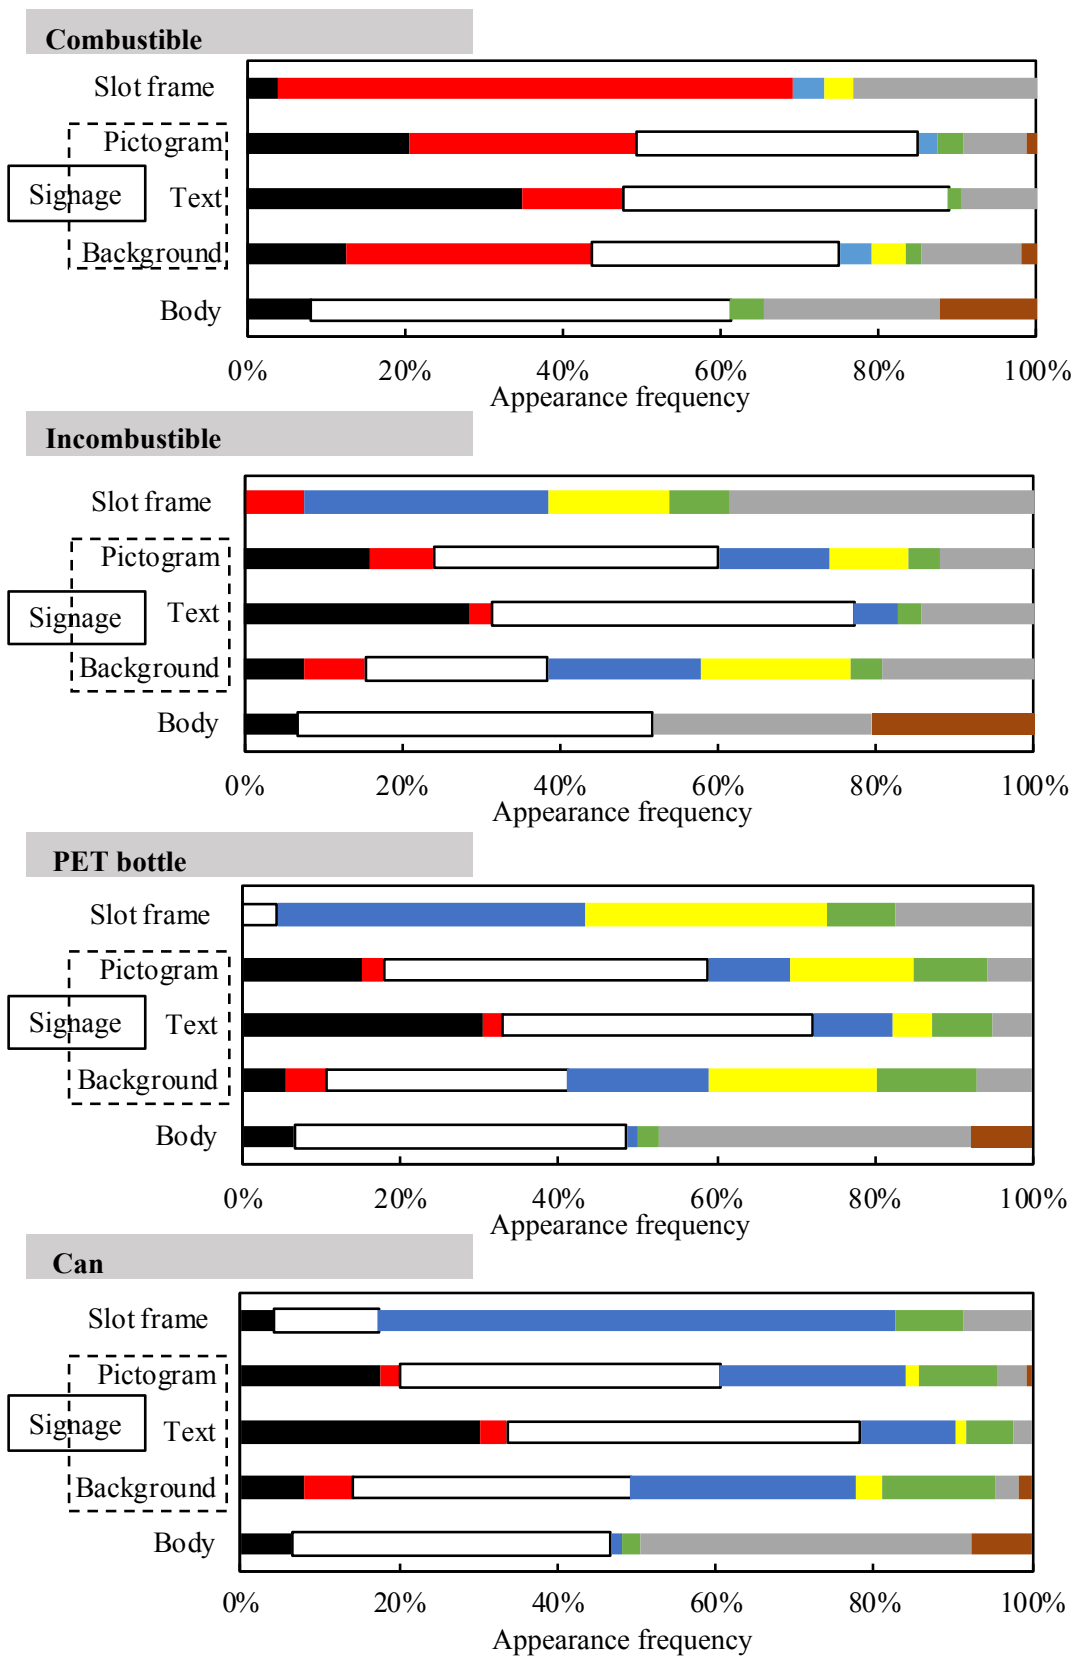 Combustible
Slot frame
Pictogram
Signage
Text
Background
Body
0% 20% 40% 60% 80% 100%
Appearance frequency
Incombustible
Slot frame
Pictogram
Signage
Text
Background
Body
0% 20% 40% 60% 80% 100%
Appearance frequency
PET bottle
Slot frame
Pictogram
Signage
Text
Background
Body
0% 20% 40% 60% 80% 100%
Appearance frequency
Can
Slot frame
Pictogram
Signage
Text
Background
Body
0% 20% 40% 60% 80% 100%
Appearance frequency